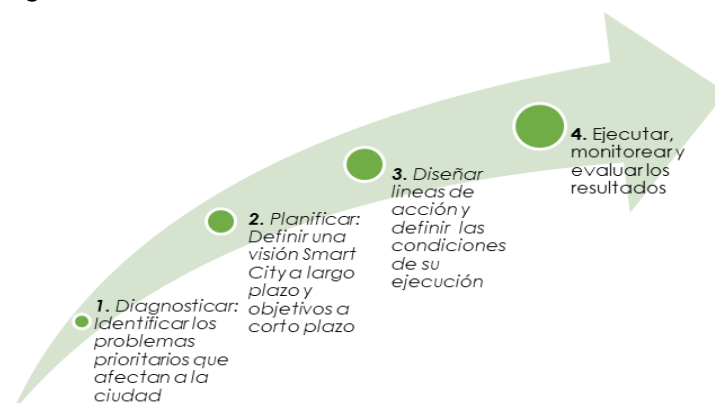 1. Diagnosticar:
Identificar los
problemas
prioritarios que
afectan a la
ciudad
2. Planificar:
Definir una
visión Smart
City a largo
plazo y
objetivos a
corto plazo
3. Diseñar
lineas de
acción y
definir las
condiciones
de su
ejecución
4. Ejecutar,
monitorear y
evaluar los
resultados